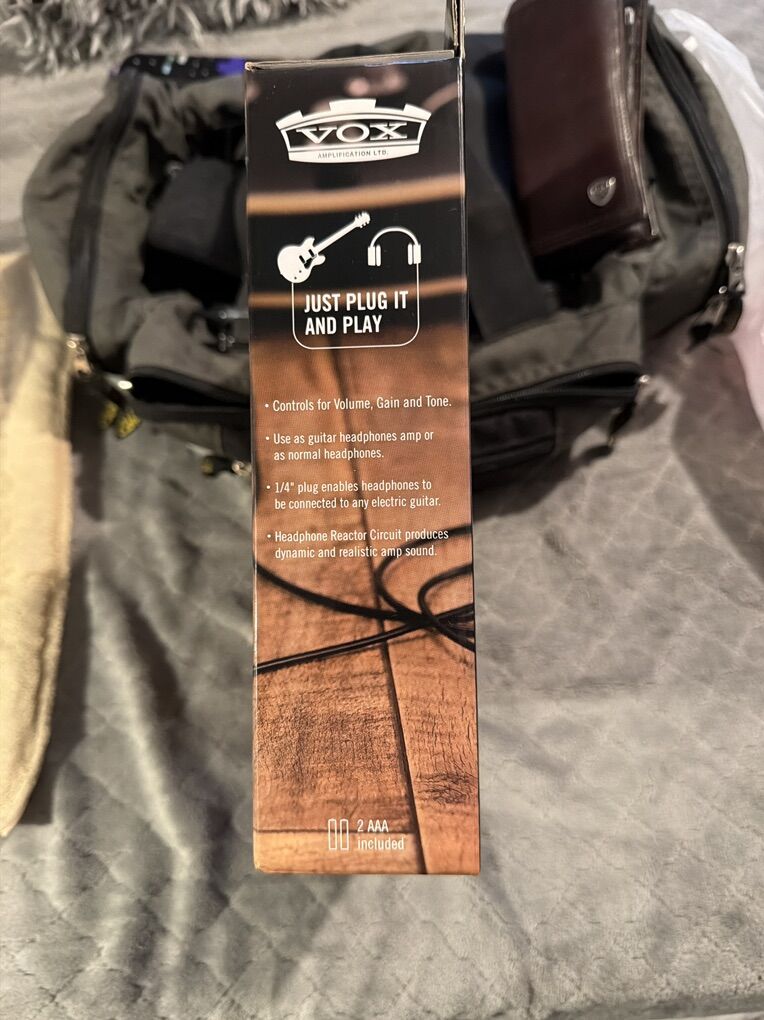 VOX
AMPLIFICATION LTD.
JUST PLUG IT
AND PLAY
• Controls for Volume, Gain and Tone.
• Use as guitar headphones amp or
as normal headphones.
• 1/4" plug enables headphones to
be connected to any electric guitar.
• Headphone Reactor Circuit produces
dynamic and realistic amp sound.
2 AAA
included